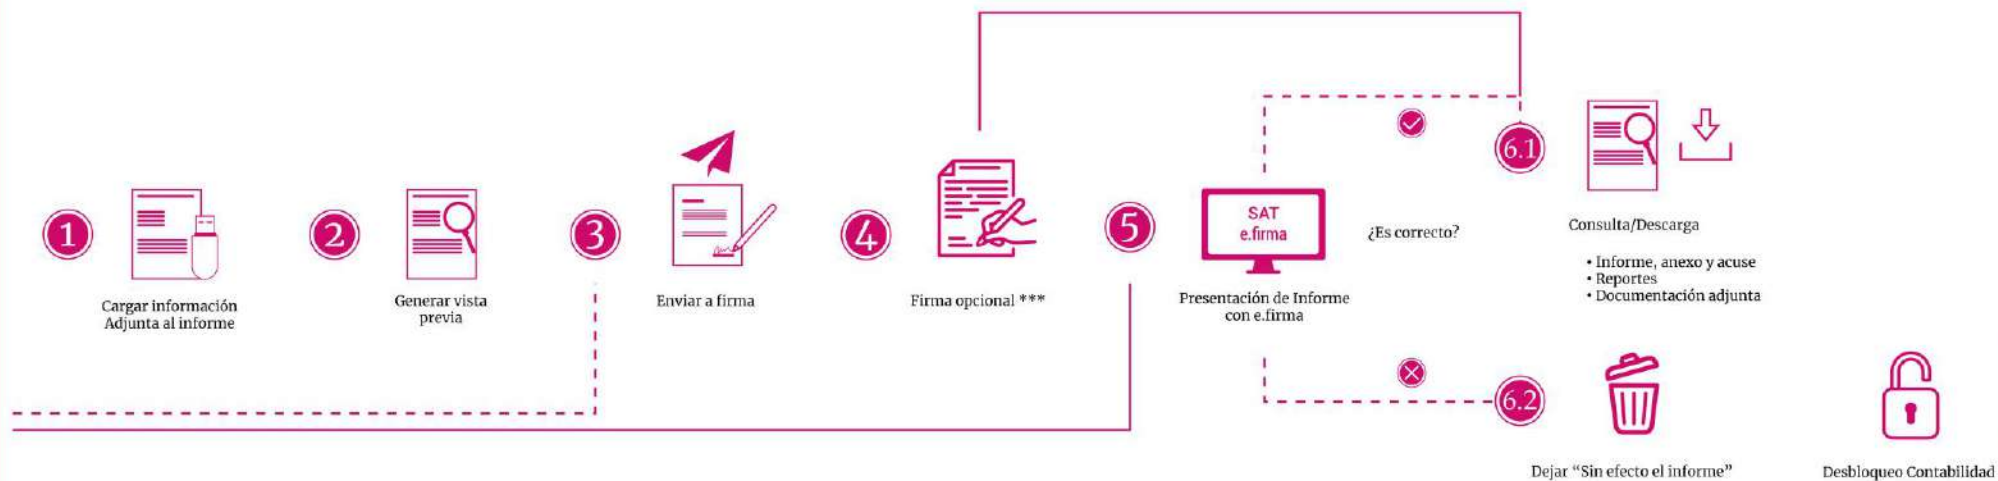 1
Cargar información
Adjunta al informe
2
Generar vista
previa
3
Enviar a firma
4
Firma opcional ***
5
SAT
e.firma
Presentación de Informe
con e.firma
¿Es correcto?
6.1
Consulta/Descarga
• Informe, anexo y acuse
• Reportes
• Documentación adjunta
6.2
Dejar “Sin efecto el informe”
Desbloqueo Contabilidad